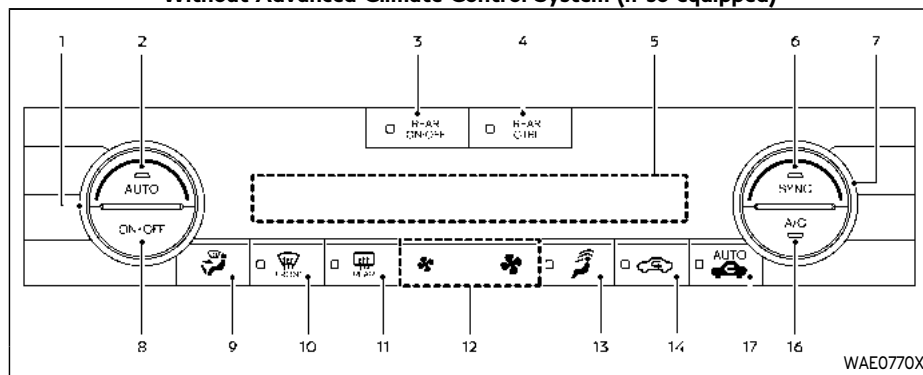 Without Advanced Climate Control System (if so equipped)
1 2 3 4 5 6 7
REAR ON·OFF
REAR CTRL
AUTO
SYNC
ON·OFF
A/C
FRONT
REAR
AUTO
8 9 10 11 12 13 14 17 16
WAE0770X